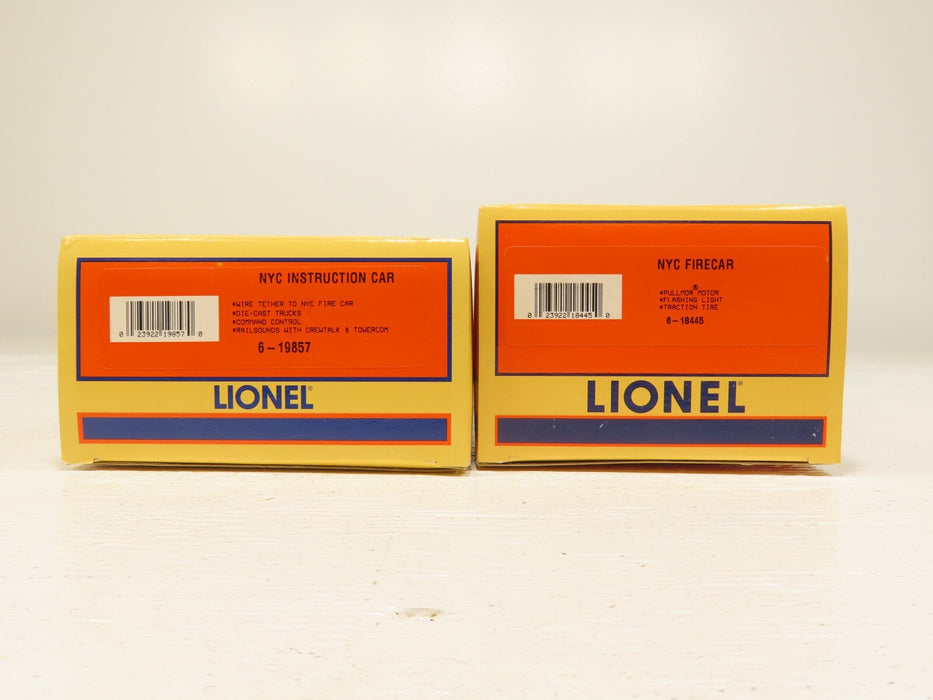 NYC INSTRUCTION CAR
*WIRE TETHER TO NYC FIRE CAR
*DIE-CAST TRUCKS
*COMMAND CONTROL
*RAILSOUNDS WITH CREWTALK & TOWERCOM
0 23922 19857 0
6-19857
LIONEL®
NYC FIRECAR
*PULLMOR® MOTOR
*FLASHING LIGHT
*TRACTION TIRE
0 23922 18445 0
6-18445
LIONEL®